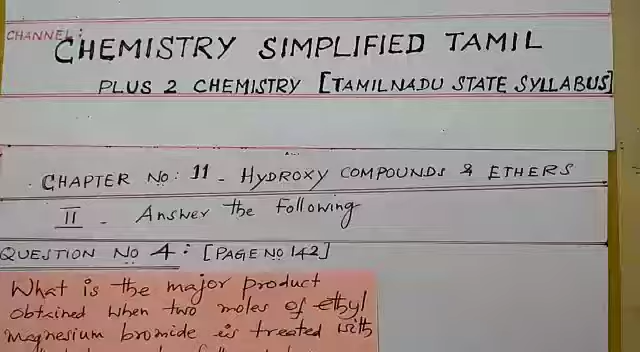 CHANNEL:
CHEMISTRY SIMPLIFIED TAMIL
PLUS 2 CHEMISTRY [TAMILNADU STATE SYLLABUS]
CHAPTER NO: 11 - HYDROXY COMPOUNDS & ETHERS
II - Answer the following
QUESTION NO 4: [PAGE NO 142]
What is the major product
obtained when two moles of ethyl
magnesium bromide is treated with